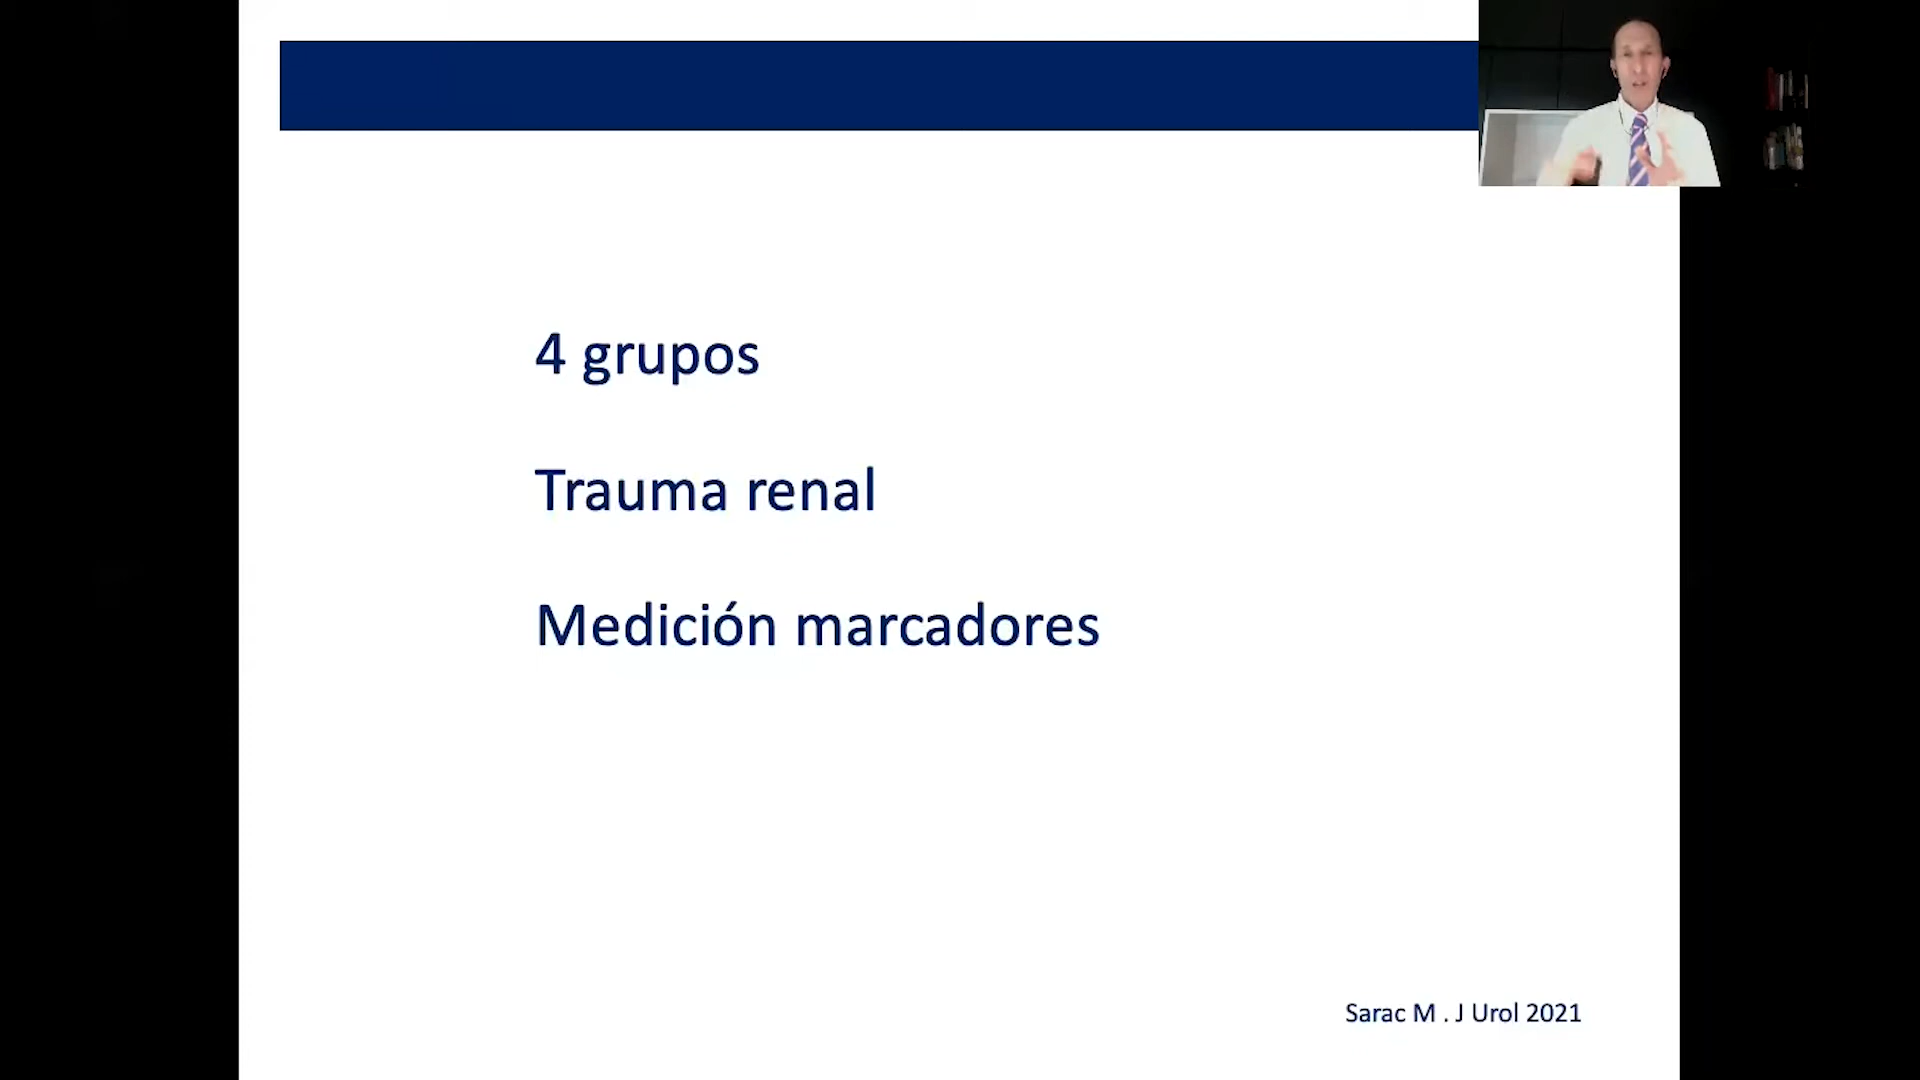 4 grupos
Trauma renal
Medición marcadores
Sarac M . J Urol 2021